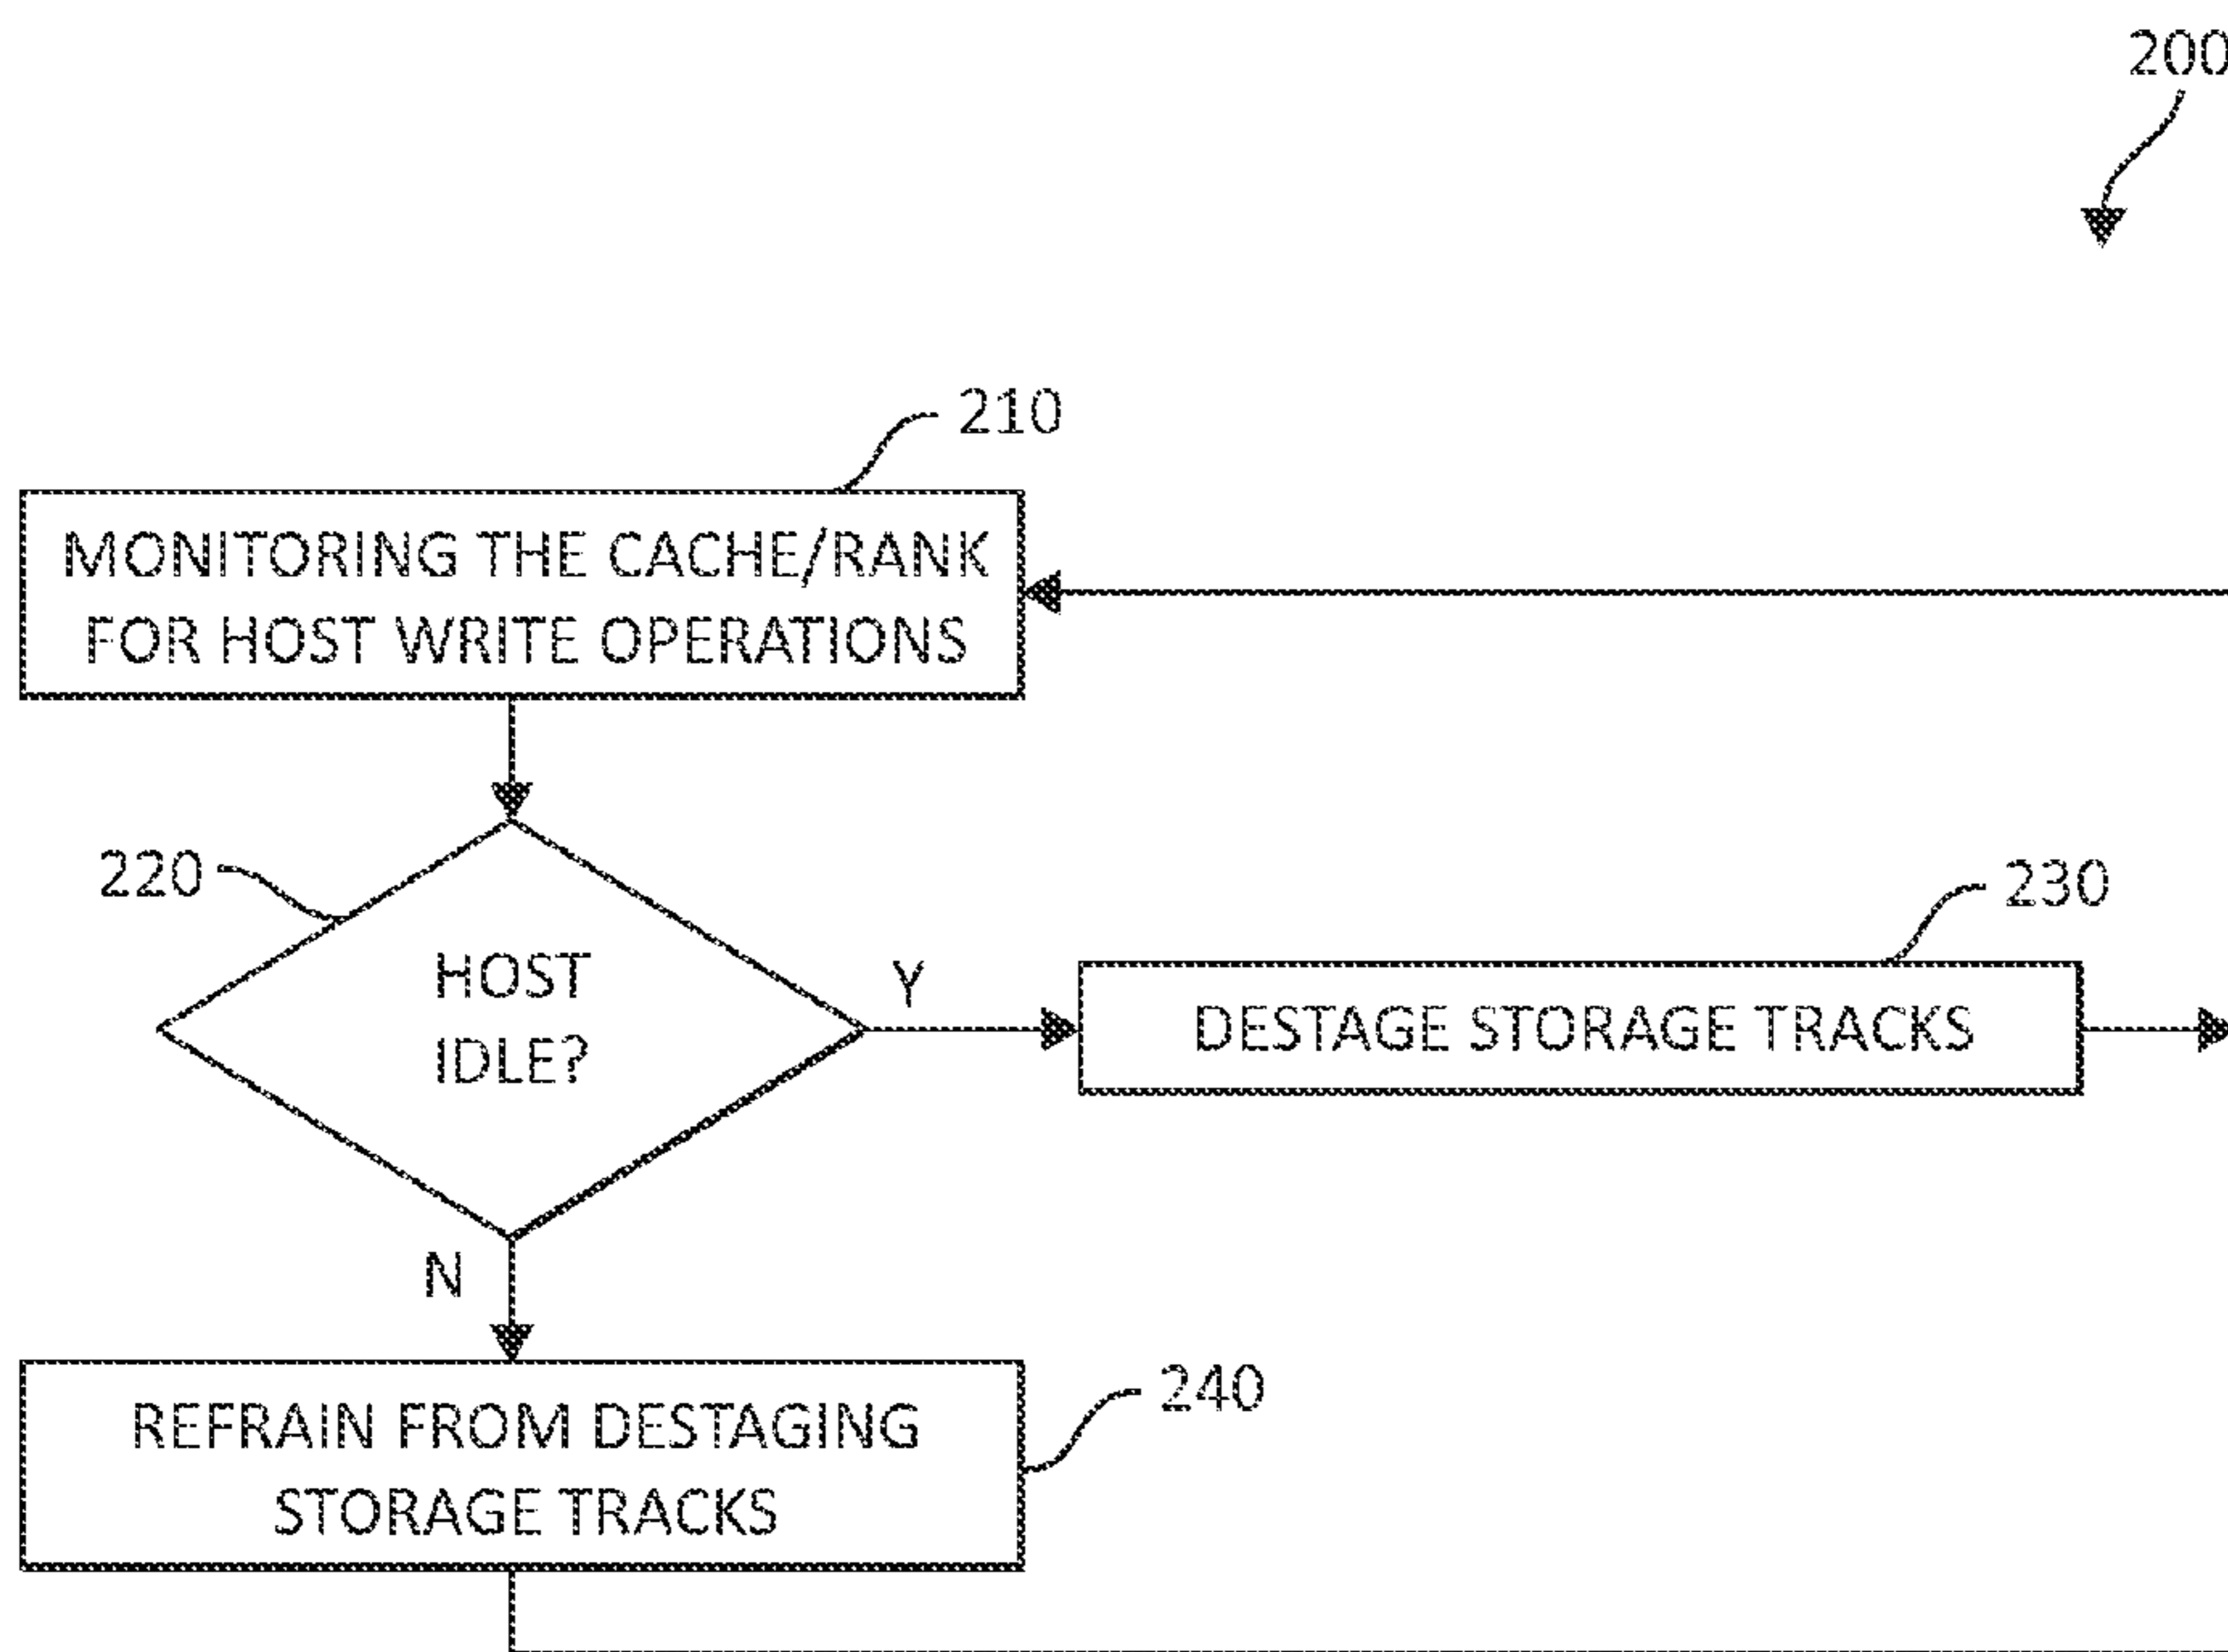 200
210
MONITORING THE CACHE/RANK
FOR HOST WRITE OPERATIONS
220
HOST
IDLE?
Y
230
DESTAGE STORAGE TRACKS
N
240
REFRAIN FROM DESTAGING
STORAGE TRACKS